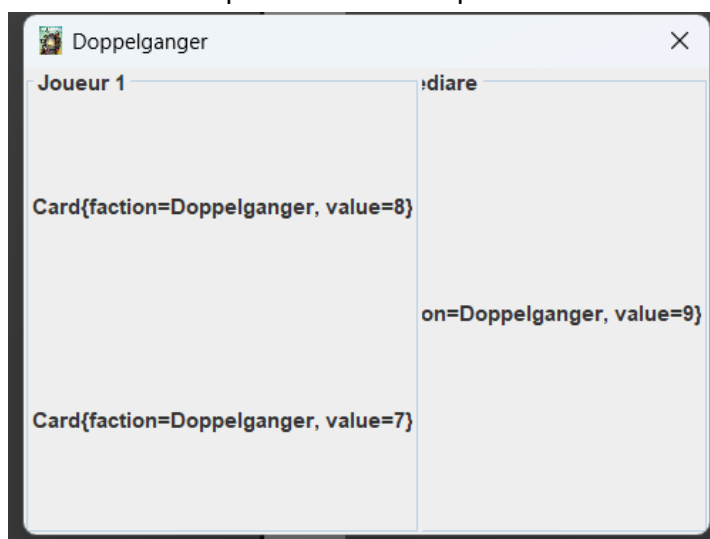 Doppelganger
Joueur 1
ediare
Card{faction=Doppelganger, value=8}
on=Doppelganger, value=9}
Card{faction=Doppelganger, value=7}